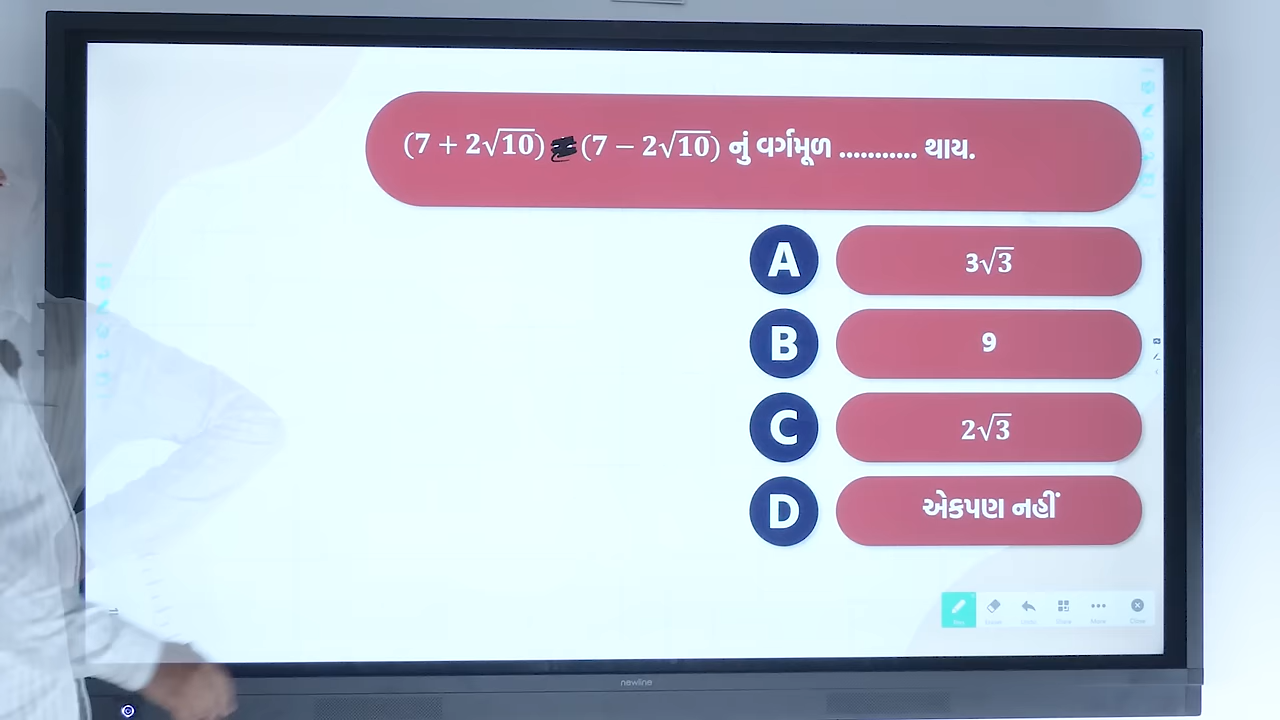 (7 + 2√10) (7 − 2√10) નું વર્ગમૂળ ........... થાય.
A 3√3
B 9
C 2√3
D એકપણ નહીં
newline